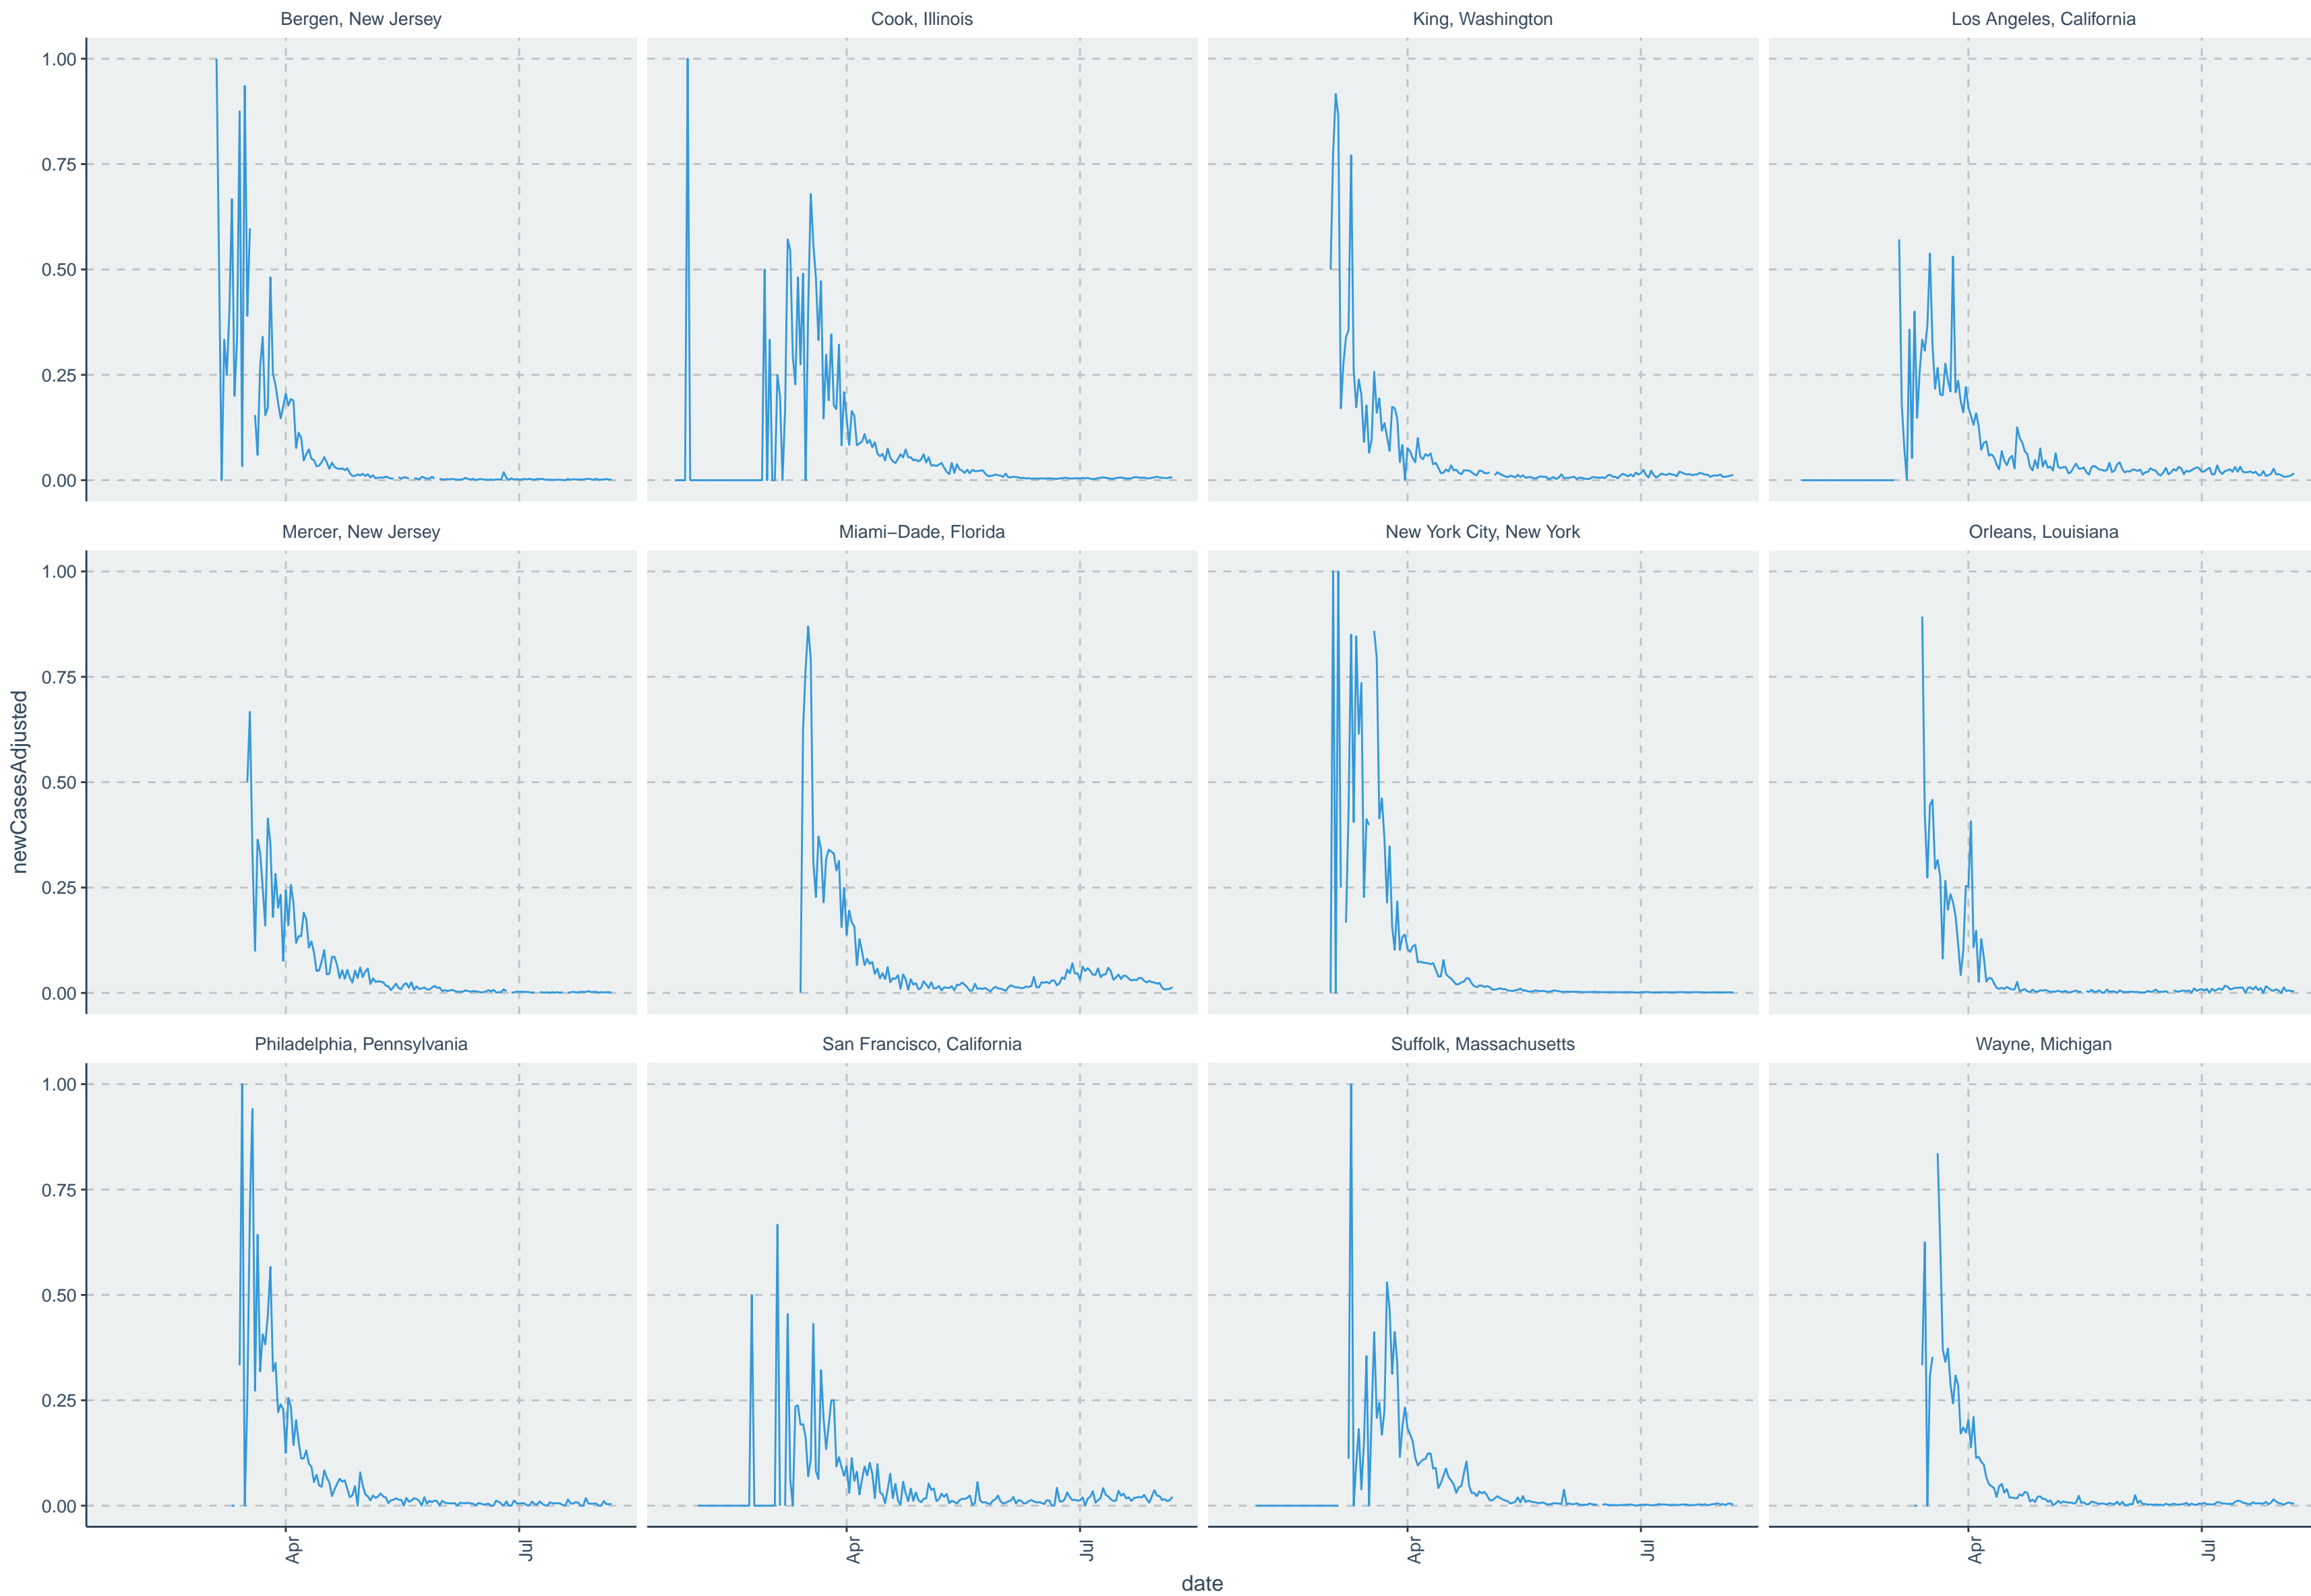 Bergen, New Jersey
Cook, Illinois
King, Washington
Los Angeles, California
1.00
0.75
0.50
0.25
0.00
Mercer, New Jersey
Miami−Dade, Florida
New York City, New York
Orleans, Louisiana
1.00
0.75
0.50
0.25
0.00
newCasesAdjusted
Philadelphia, Pennsylvania
San Francisco, California
Suffolk, Massachusetts
Wayne, Michigan
1.00
0.75
0.50
0.25
0.00
Apr
Jul
Apr
Jul
Apr
Jul
Apr
Jul
date